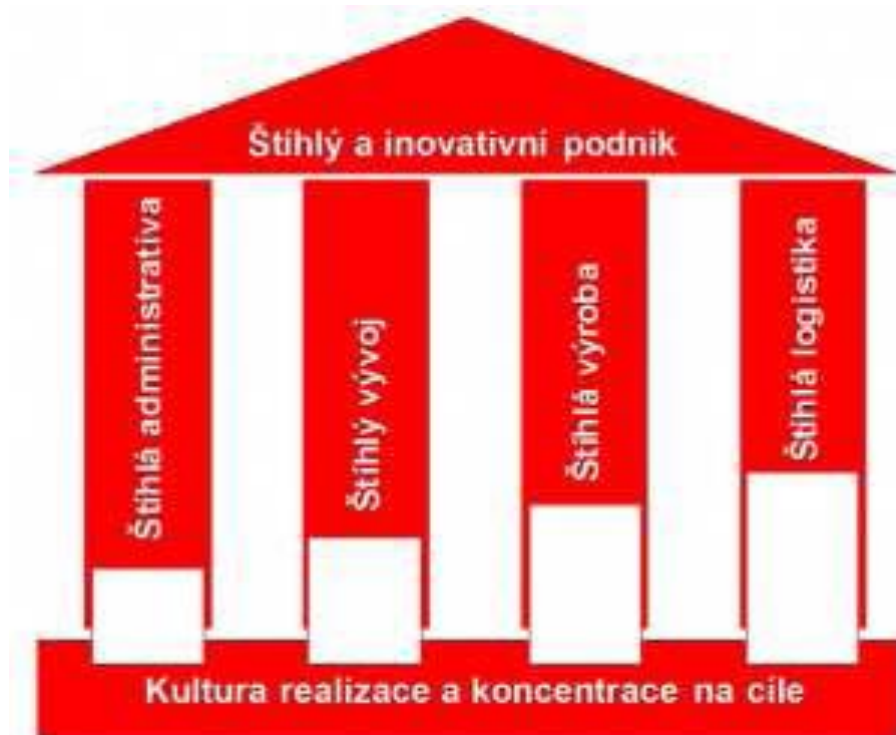 Štíhlý a inovativní podnik
Štíhlá administrativa
Štíhlý vývoj
Štíhlá výroba
Štíhlá logistika
Kultura realizace a koncentrace na cíle